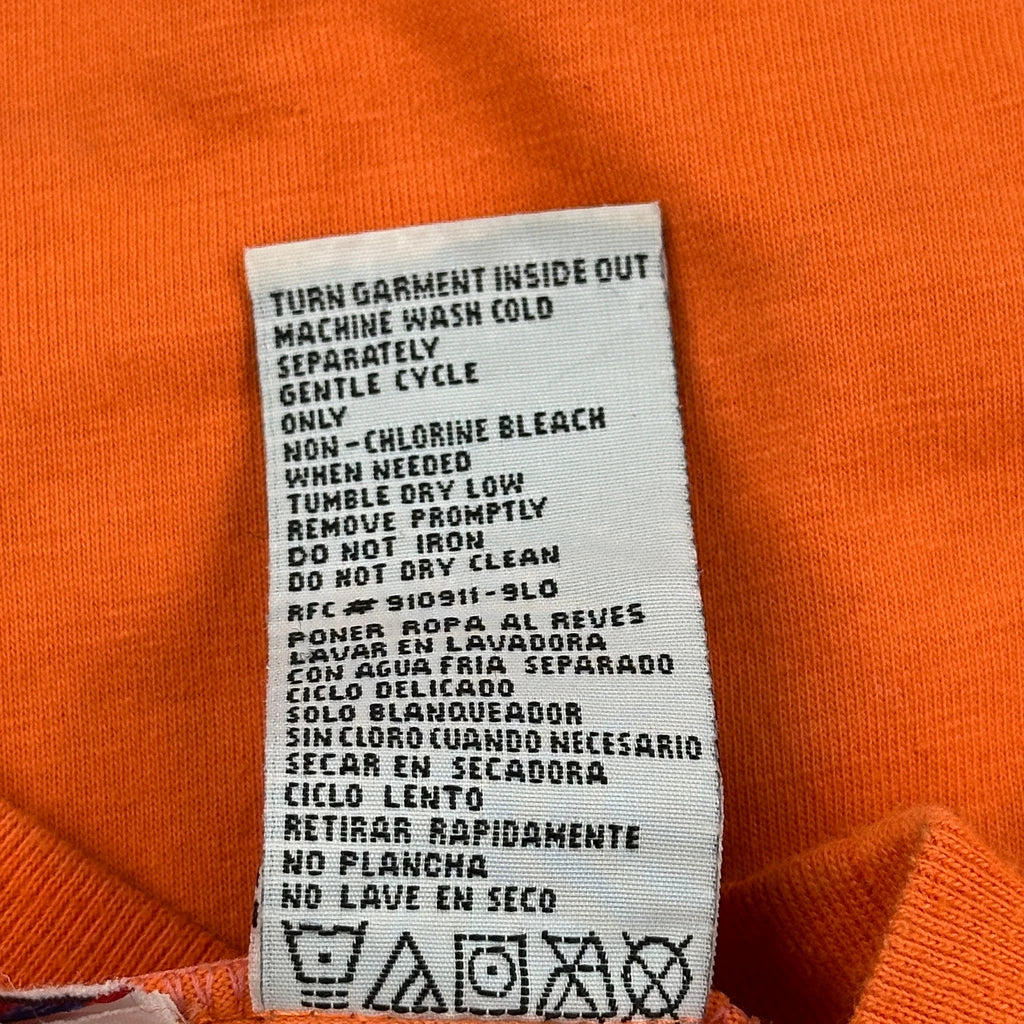 TURN GARMENT INSIDE OUT
MACHINE WASH COLD
SEPARATELY
GENTLE CYCLE
ONLY
NON-CHLORINE BLEACH
WHEN NEEDED
TUMBLE DRY LOW
REMOVE PROMPTLY
DO NOT IRON
DO NOT DRY CLEAN
RFC # 910911-9L0
PONER ROPA AL REVES
LAVAR EN LAVADORA
CON AGUA FRIA SEPARADO
CICLO DELICADO
SOLO BLANQUEADOR
SIN CLORO CUANDO NECESARIO
SECAR EN SECADORA
CICLO LENTO
RETIRAR RAPIDAMENTE
NO PLANCHA
NO LAVE EN SECO